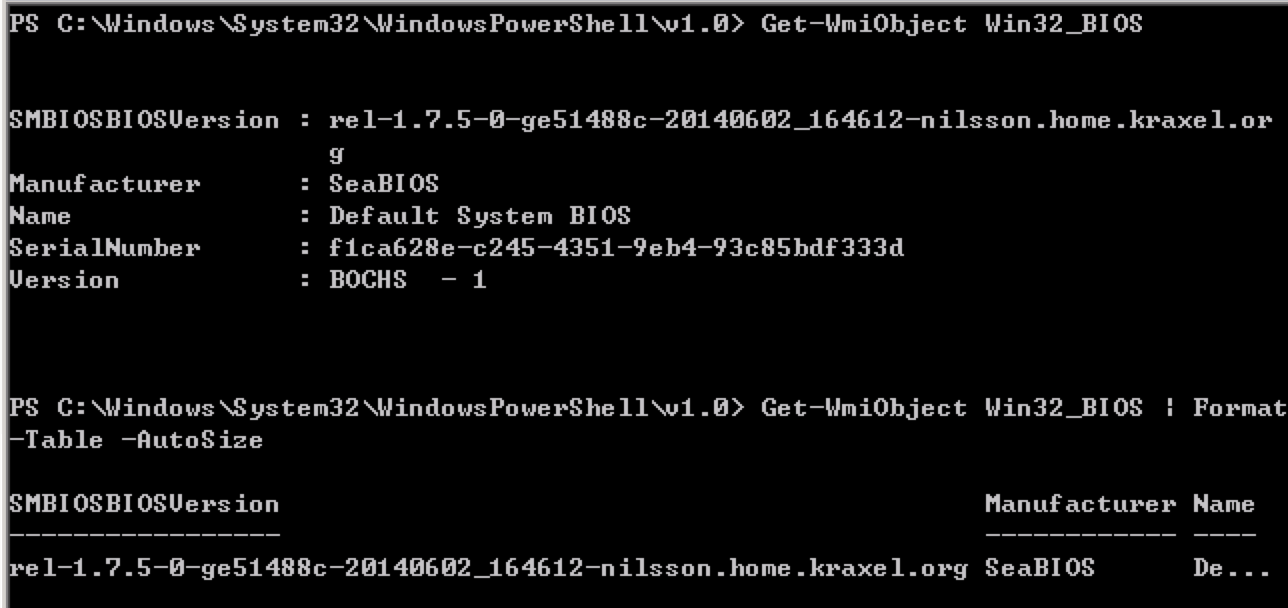 PS C:\Windows\System32\WindowsPowerShell\v1.0> Get-WmiObject Win32_BIOS
SMBIOSBIOSVersion : rel-1.7.5-0-ge51488c-20140602_164612-nilsson.home.kraxel.or
g
Manufacturer      : SeaBIOS
Name              : Default System BIOS
SerialNumber      : f1ca628e-c245-4351-9eb4-93c85bdf333d
Version           : BOCHS  - 1
PS C:\Windows\System32\WindowsPowerShell\v1.0> Get-WmiObject Win32_BIOS | Format
-Table -AutoSize
SMBIOSBIOSVersion                                            Manufacturer Name
-----------------                                            ------------ ----
rel-1.7.5-0-ge51488c-20140602_164612-nilsson.home.kraxel.org SeaBIOS      De...